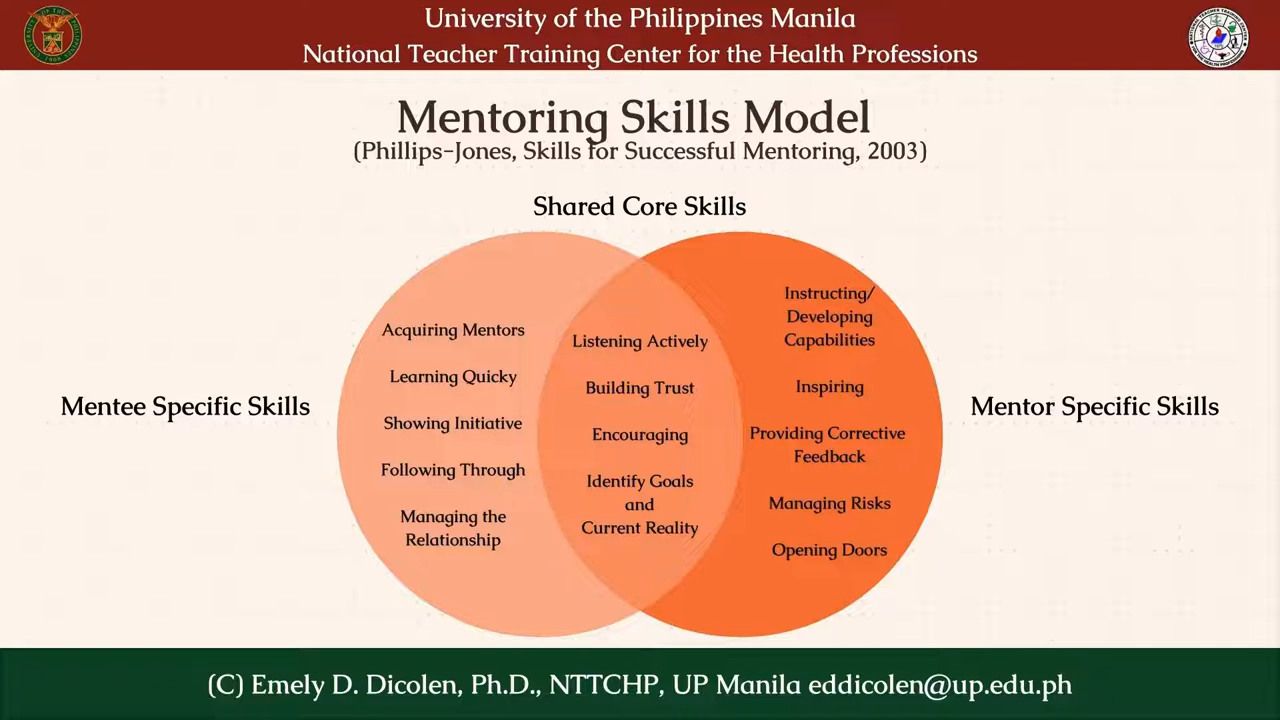 University of the Philippines Manila
National Teacher Training Center for the Health Professions
Mentoring Skills Model
(Phillips-Jones, Skills for Successful Mentoring, 2003)
Shared Core Skills
Mentee Specific Skills
Acquiring Mentors
Learning Quicky
Showing Initiative
Following Through
Managing the
Relationship
Listening Actively
Building Trust
Encouraging
Identify Goals
and
Current Reality
Instructing/
Developing
Capabilities
Inspiring
Providing Corrective
Feedback
Managing Risks
Opening Doors
Mentor Specific Skills
(C) Emely D. Dicolen, Ph.D., NTTCHP, UP Manila eddicolen@up.edu.ph